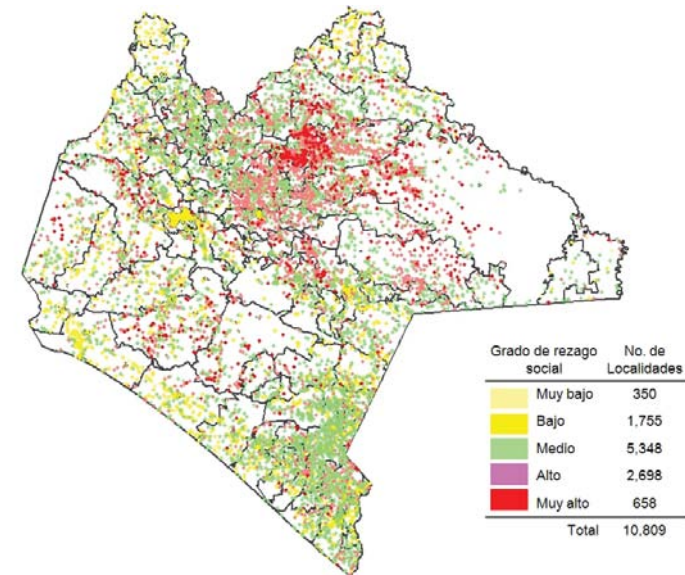 Grado de rezago No. de
social Localidades
Muy bajo 350
Bajo 1,755
Medio 5,348
Alto 2,698
Muy alto 658
Total 10,809